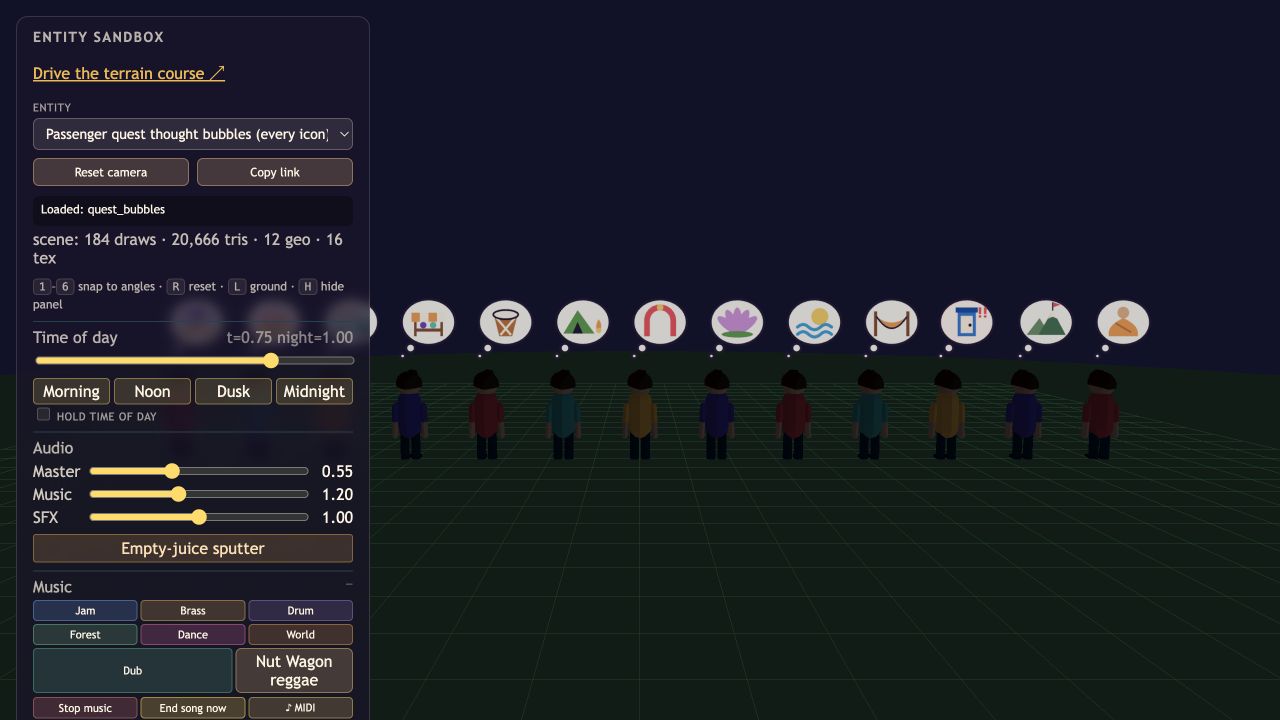 ENTITY SANDBOX
Drive the terrain course ↗
ENTITY
Passenger quest thought bubbles (every icon)
Reset camera
Copy link
Loaded: quest_bubbles
scene: 184 draws · 20,666 tris · 12 geo · 16
tex
1-6 snap to angles · R reset · L ground · H hide
panel
Time of day t=0.75 night=1.00
Morning
Noon
Dusk
Midnight
HOLD TIME OF DAY
Audio
Master 0.55
Music 1.20
SFX 1.00
Empty-juice sputter
Music –
Jam
Brass
Drum
Forest
Dance
World
Dub
Nut Wagon
reggae
Stop music
End song now
♪ MIDI
!!